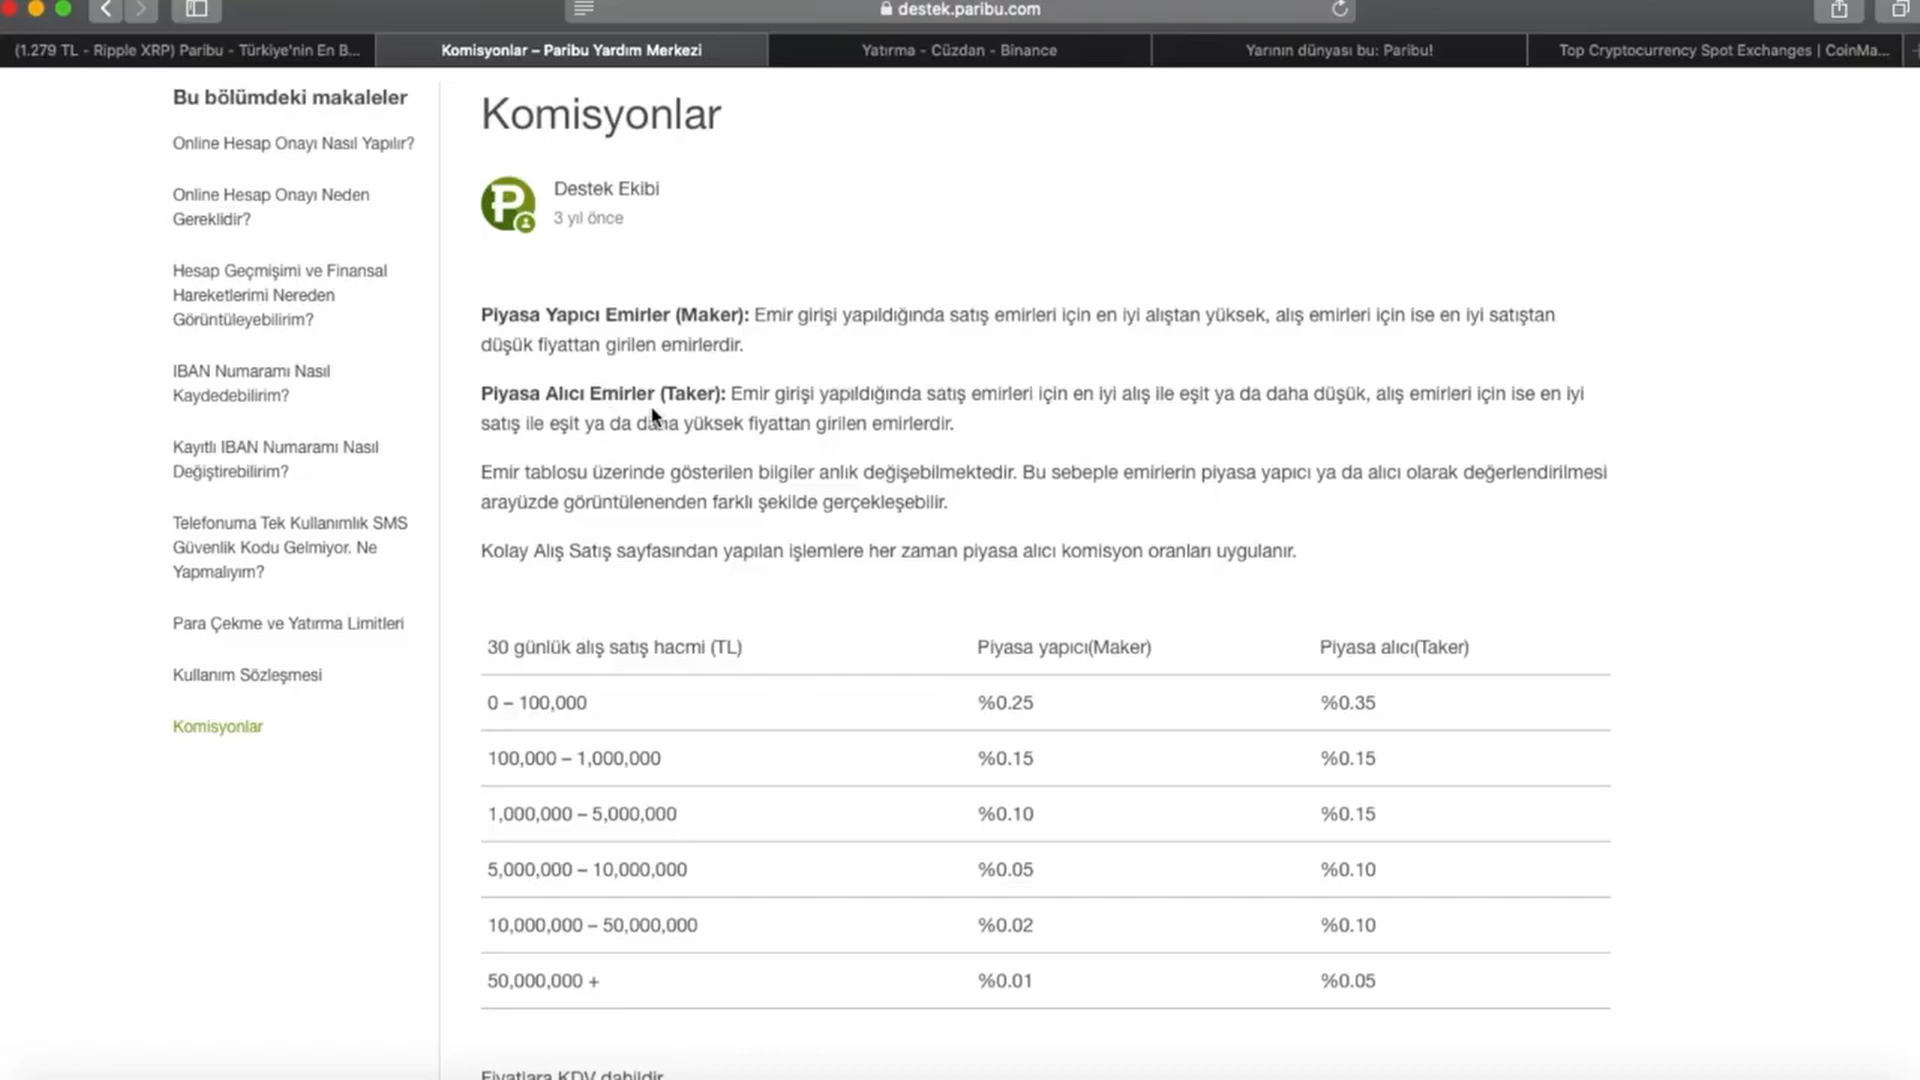 destek.paribu.com
(1.279 TL - Ripple XRP) Paribu - Türkiye'nin En B...
Komisyonlar – Paribu Yardım Merkezi
Yatırma - Cüzdan - Binance
Yarının dünyası bu: Paribu!
Top Cryptocurrency Spot Exchanges | CoinMa...
Bu bölümdeki makaleler
Online Hesap Onayı Nasıl Yapılır?
Online Hesap Onayı Neden
Gereklidir?
Hesap Geçmişimi ve Finansal
Hareketlerimi Nereden
Görüntüleyebilirim?
IBAN Numaramı Nasıl
Kaydedebilirim?
Kayıtlı IBAN Numaramı Nasıl
Değiştirebilirim?
Telefonuma Tek Kullanımlık SMS
Güvenlik Kodu Gelmiyor. Ne
Yapmalıyım?
Para Çekme ve Yatırma Limitleri
Kullanım Sözleşmesi
Komisyonlar
Komisyonlar
Destek Ekibi
3 yıl önce
Piyasa Yapıcı Emirler (Maker): Emir girişi yapıldığında satış emirleri için en iyi alıştan yüksek, alış emirleri için ise en iyi satıştan
düşük fiyattan girilen emirlerdir.
Piyasa Alıcı Emirler (Taker): Emir girişi yapıldığında satış emirleri için en iyi alış ile eşit ya da daha düşük, alış emirleri için ise en iyi
satış ile eşit ya da daha yüksek fiyattan girilen emirlerdir.
Emir tablosu üzerinde gösterilen bilgiler anlık değişebilmektedir. Bu sebeple emirlerin piyasa yapıcı ya da alıcı olarak değerlendirilmesi
arayüzde görüntülenenden farklı şekilde gerçekleşebilir.
Kolay Alış Satış sayfasından yapılan işlemlere her zaman piyasa alıcı komisyon oranları uygulanır.
30 günlük alış satış hacmi (TL) Piyasa yapıcı(Maker) Piyasa alıcı(Taker)
0 – 100,000 %0.25 %0.35
100,000 – 1,000,000 %0.15 %0.15
1,000,000 – 5,000,000 %0.10 %0.15
5,000,000 – 10,000,000 %0.05 %0.10
10,000,000 – 50,000,000 %0.02 %0.10
50,000,000 + %0.01 %0.05
Fiyatlara KDV dahildir